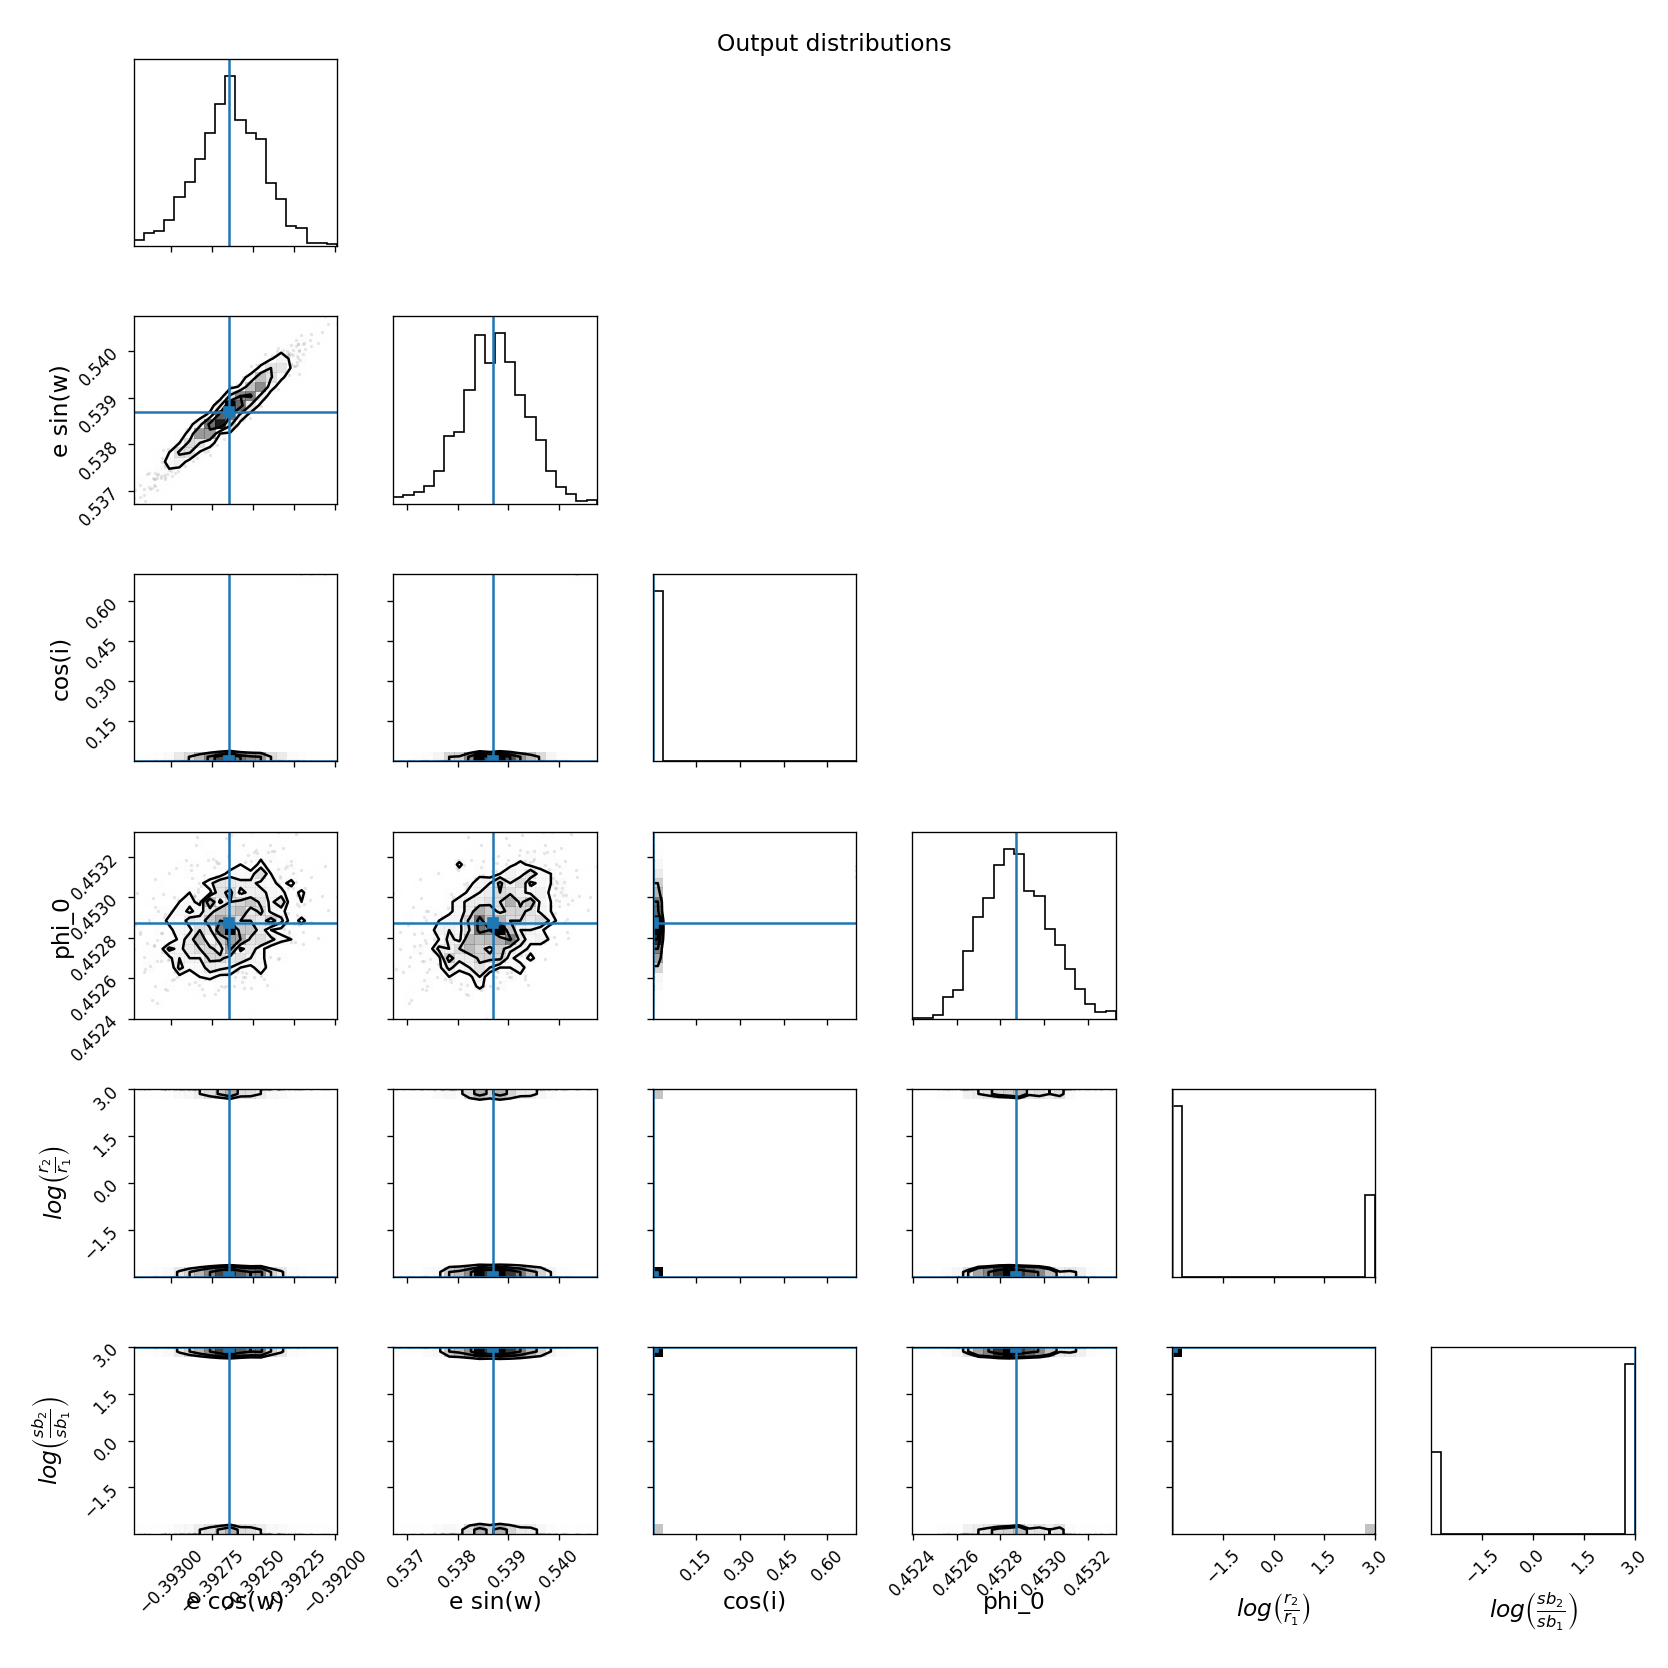 Output distributions
e sin(w)
0.540
0.539
0.538
0.537
cos(i)
0.60
0.45
0.30
0.15
phi_0
0.4532
0.4530
0.4528
0.4526
0.4524
log(r₂/r₁)
3.0
1.5
0.0
−1.5
log(sb₂/sb₁)
3.0
1.5
0.0
−1.5
−0.39300 −0.39275 −0.39250 −0.39225 −0.39200
e cos(w)
0.537 0.538 0.539 0.540
e sin(w)
0.15 0.30 0.45 0.60
cos(i)
0.4524 0.4526 0.4528 0.4530 0.4532
phi_0
−1.5 0.0 1.5 3.0
log(r₂/r₁)
−1.5 0.0 1.5 3.0
log(sb₂/sb₁)